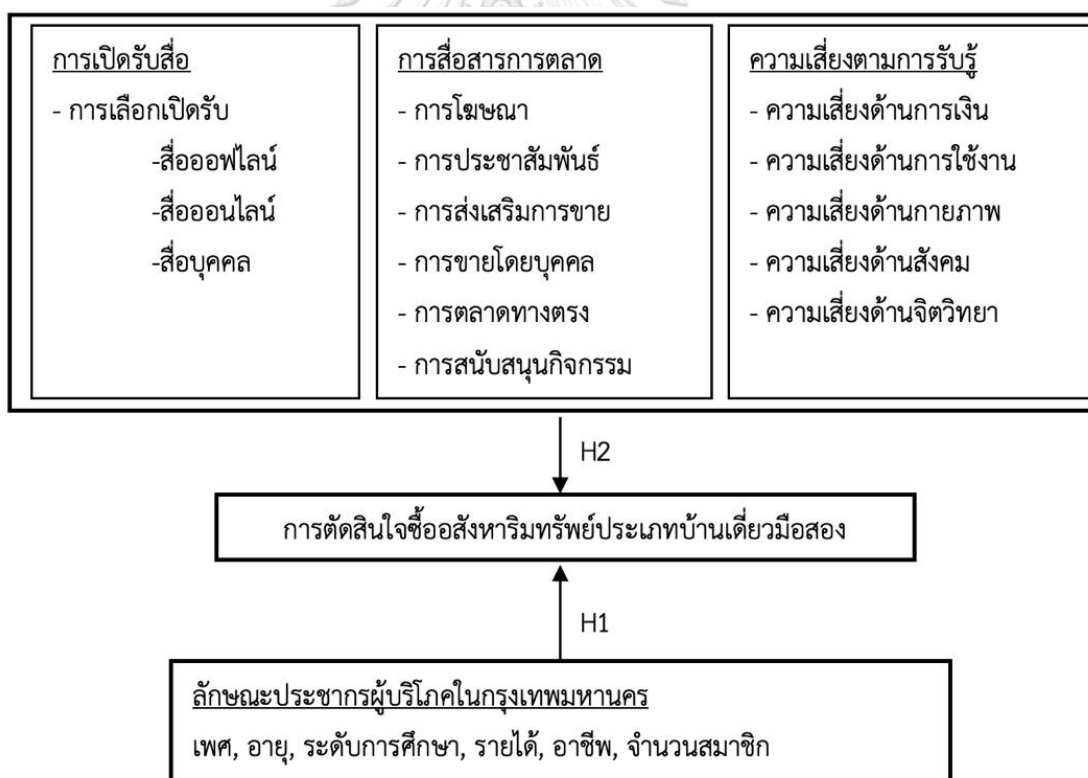 การเปิดรับสื่อ
- การเลือกเปิดรับ
-สื่อออฟไลน์
-สื่อออนไลน์
-สื่อบุคคล
การสื่อสารการตลาด
- การโฆษณา
- การประชาสัมพันธ์
- การส่งเสริมการขาย
- การขายโดยบุคคล
- การตลาดทางตรง
- การสนับสนุนกิจกรรม
ความเสี่ยงตามการรับรู้
- ความเสี่ยงด้านการเงิน
- ความเสี่ยงด้านการใช้งาน
- ความเสี่ยงด้านกายภาพ
- ความเสี่ยงด้านสังคม
- ความเสี่ยงด้านจิตวิทยา
H2
การตัดสินใจซื้ออสังหาริมทรัพย์ประเภทบ้านเดี่ยวมือสอง
H1
ลักษณะประชากรผู้บริโภคในกรุงเทพมหานคร
เพศ, อายุ, ระดับการศึกษา, รายได้, อาชีพ, จำนวนสมาชิก